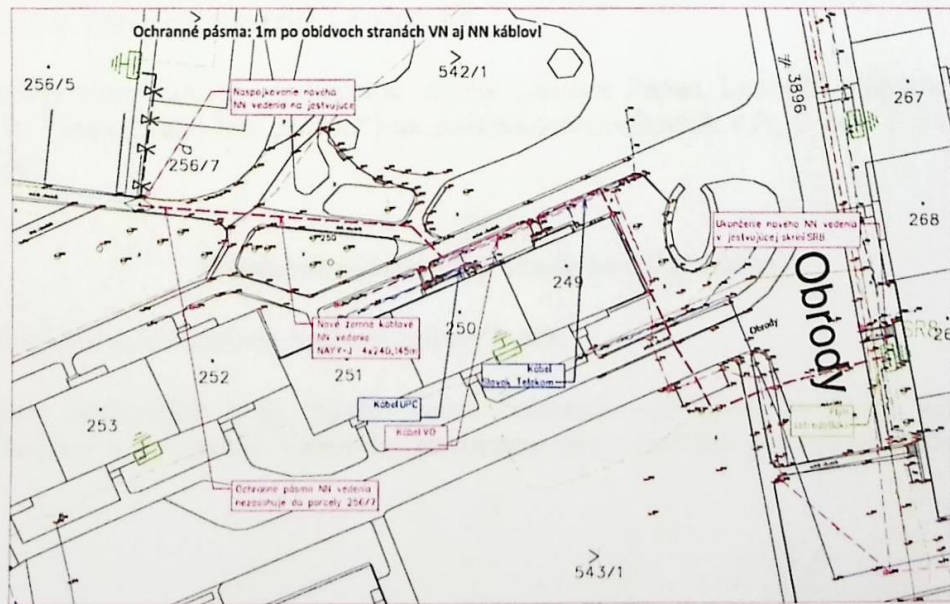 Ochranné pásma: 1m po obidvoch stranách VN aj NN káblov!
256/5
542/1
# 3896
267
Naspojkovanie nového
NN vedenia na jestvujúce
256/7
268
Ukončenie nového NN vedenia
v jestvujúcej skrini SR8
Obrody
249
250
Nové zemné káblové
NN vedenie
NAYY-J 4x240,145m
Obrody
SR8
26
252
251
Kábel
Slovak Telekom
253
Kábel UPC
Kábel VO
Ochranné pásmo NN vedenia
nezasahuje do parcely 256/7
543/1